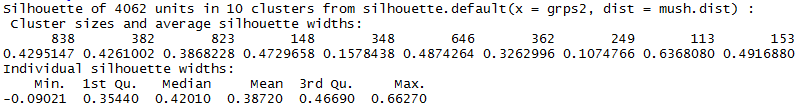 Silhouette of 4062 units in 10 clusters from silhouette.default(x = grps2, dist = mush.dist) :
Cluster sizes and average silhouette widths:
838 382 823 148 348 646 362 249 113 153
0.4295147 0.4261002 0.3868228 0.4729658 0.1578438 0.4874264 0.3262996 0.1074766 0.6368080 0.4916880
Individual silhouette widths:
Min. 1st Qu. Median Mean 3rd Qu. Max.
-0.09021 0.35440 0.42010 0.38720 0.46690 0.66270